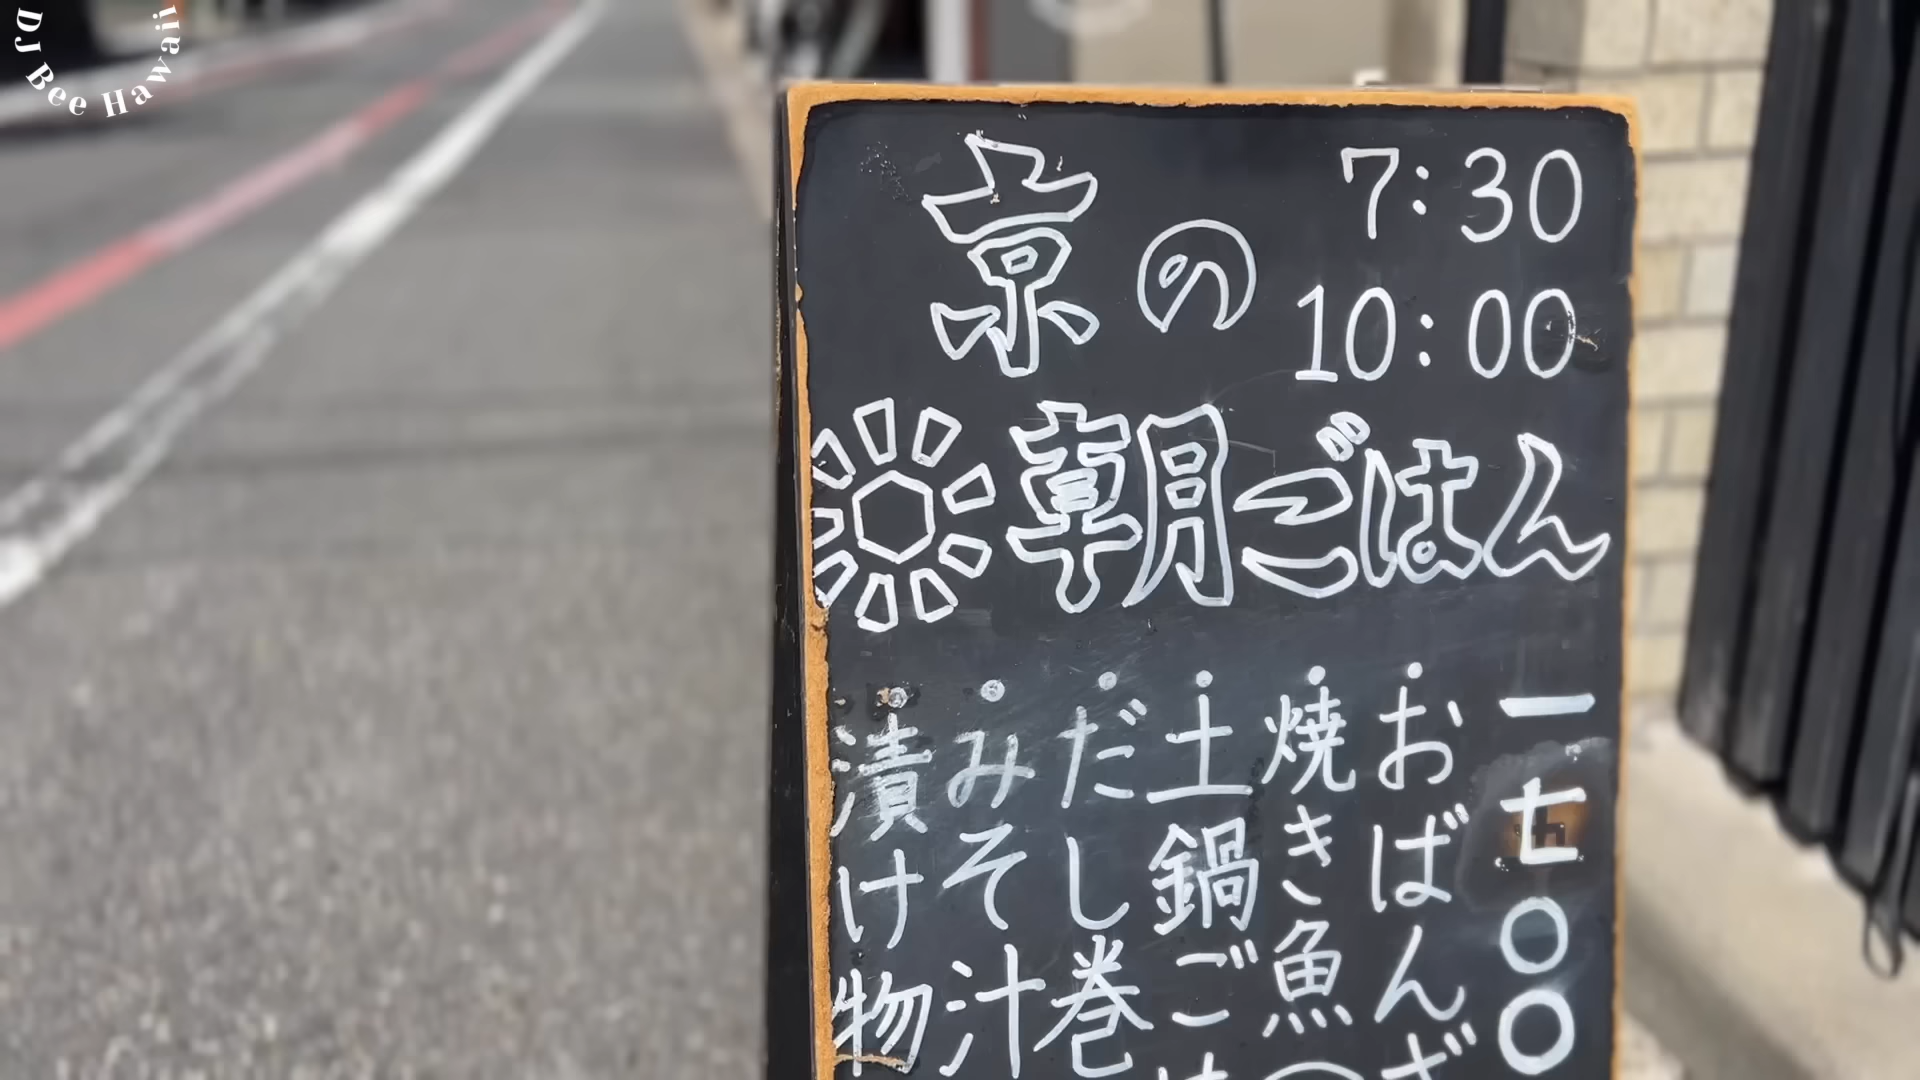 DJ Bee Hawaii
京の
7:30
10:00
朝ごはん
一七〇〇
・おばんざ
・焼き魚
・土鍋ご
・だし巻
・みそ汁
・漬け物